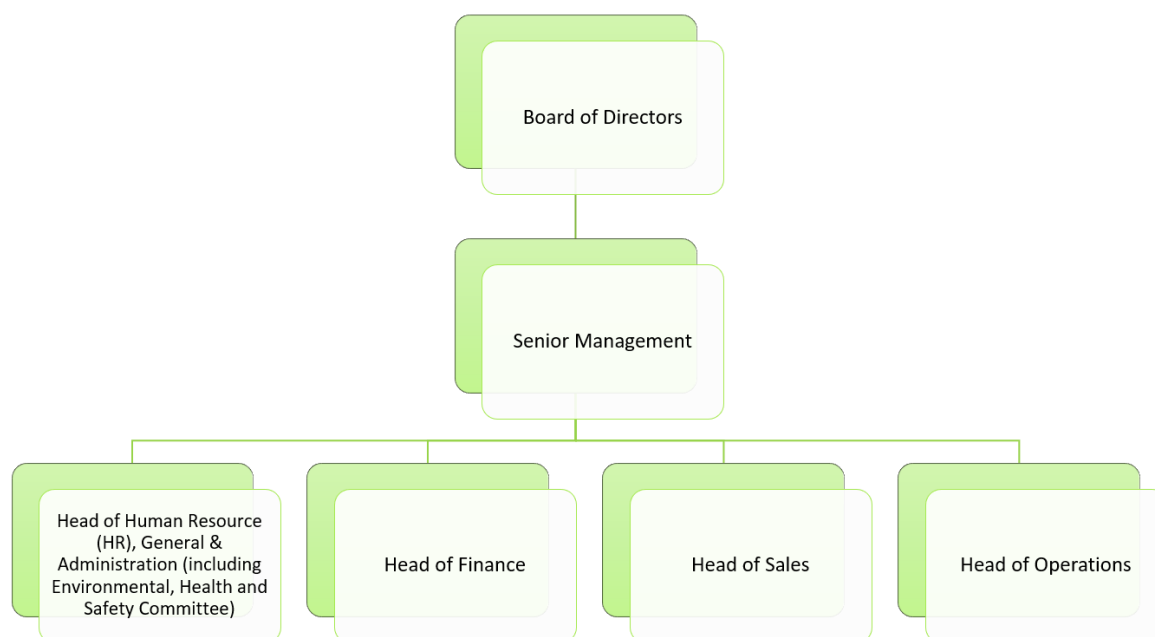 Board of Directors
Senior Management
Head of Human Resource
(HR), General &
Administration (including
Environmental, Health and
Safety Committee)
Head of Finance
Head of Sales
Head of Operations